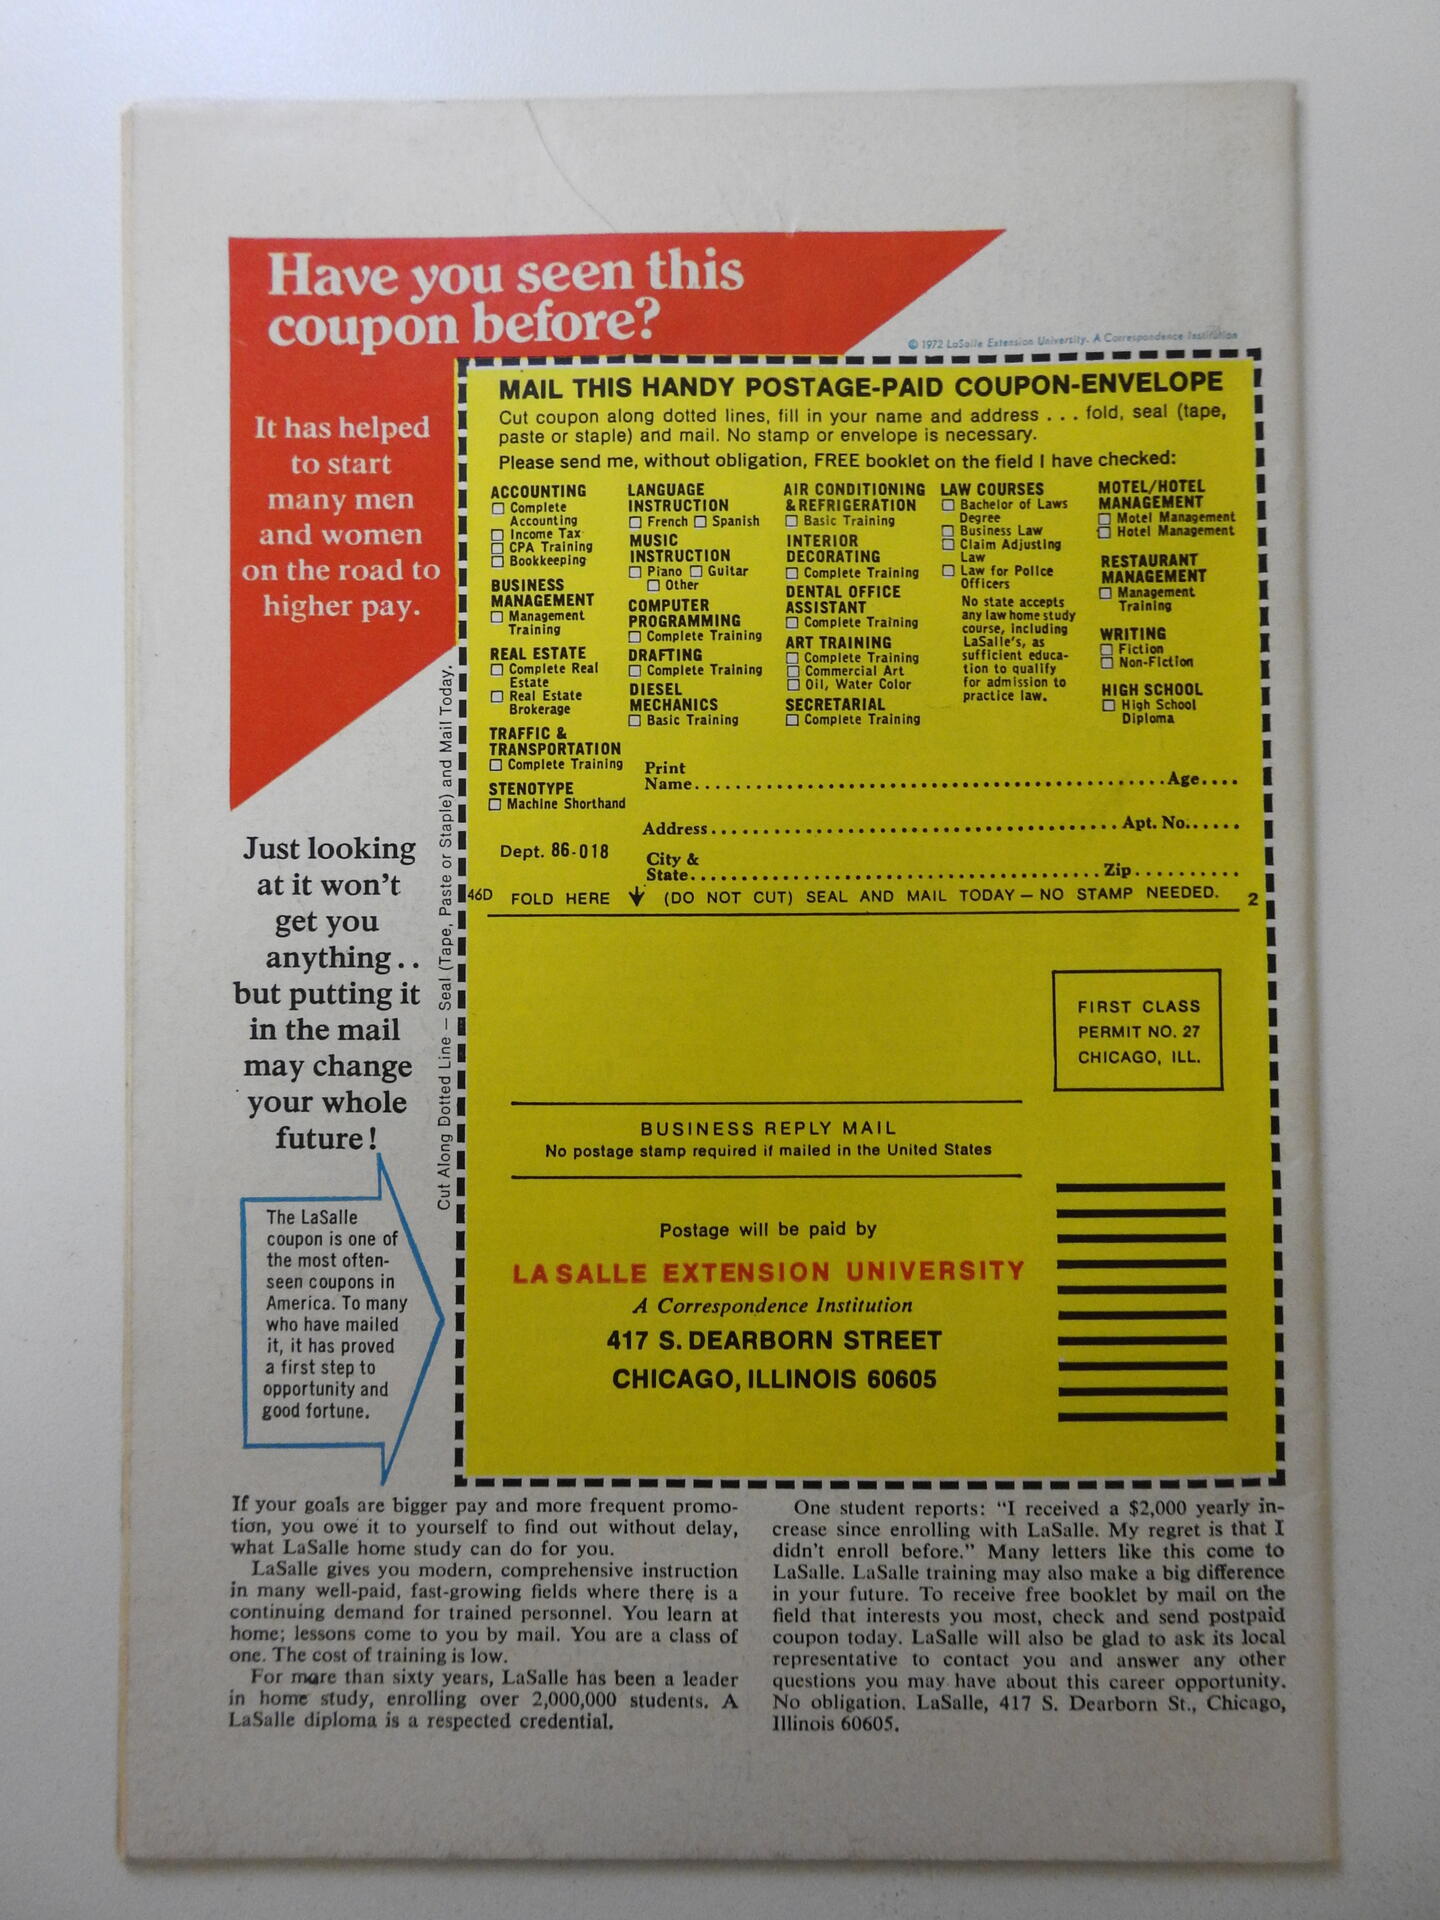 Have you seen this
coupon before?
© 1972 LaSalle Extension University. A Correspondence Institution
It has helped
to start
many men
and women
on the road to
higher pay.
Just looking
at it won't
get you
anything . .
but putting it
in the mail
may change
your whole
future!
The LaSalle
coupon is one of
the most often-
seen coupons in
America. To many
who have mailed
it, it has proved
a first step to
opportunity and
good fortune.
Cut Along Dotted Line — Seal (Tape, Paste or Staple) and Mail Today.
MAIL THIS HANDY POSTAGE-PAID COUPON-ENVELOPE
Cut coupon along dotted lines, fill in your name and address . . . fold, seal (tape,
paste or staple) and mail. No stamp or envelope is necessary.
Please send me, without obligation, FREE booklet on the field I have checked:
ACCOUNTING
☐ Complete
Accounting
☐ Income Tax
☐ CPA Training
☐ Bookkeeping
BUSINESS
MANAGEMENT
☐ Management
Training
REAL ESTATE
☐ Complete Real
Estate
☐ Real Estate
Brokerage
TRAFFIC &
TRANSPORTATION
☐ Complete Training
STENOTYPE
☐ Machine Shorthand
LANGUAGE
INSTRUCTION
☐ French ☐ Spanish
MUSIC
INSTRUCTION
☐ Piano ☐ Guitar
☐ Other
COMPUTER
PROGRAMMING
☐ Complete Training
DRAFTING
☐ Complete Training
DIESEL
MECHANICS
☐ Basic Training
AIR CONDITIONING
& REFRIGERATION
☐ Basic Training
INTERIOR
DECORATING
☐ Complete Training
DENTAL OFFICE
ASSISTANT
☐ Complete Training
ART TRAINING
☐ Complete Training
☐ Commercial Art
☐ Oil, Water Color
SECRETARIAL
☐ Complete Training
LAW COURSES
☐ Bachelor of Laws
Degree
☐ Business Law
☐ Claim Adjusting
Law
☐ Law for Police
Officers
No state accepts
any law home study
course, including
LaSalle's, as
sufficient educa-
tion to qualify
for admission to
practice law.
MOTEL/HOTEL
MANAGEMENT
☐ Motel Management
☐ Hotel Management
RESTAURANT
MANAGEMENT
☐ Management
Training
WRITING
☐ Fiction
☐ Non-Fiction
HIGH SCHOOL
☐ High School
Diploma
Print
Name........................................Age....
Address........................................Apt. No......
Dept. 86-018
City &
State........................................Zip..........
46D FOLD HERE ↓ (DO NOT CUT) SEAL AND MAIL TODAY — NO STAMP NEEDED. 2
FIRST CLASS
PERMIT NO. 27
CHICAGO, ILL.
BUSINESS REPLY MAIL
No postage stamp required if mailed in the United States
Postage will be paid by
LA SALLE EXTENSION UNIVERSITY
A Correspondence Institution
417 S. DEARBORN STREET
CHICAGO, ILLINOIS 60605
If your goals are bigger pay and more frequent promo-
tion, you owe it to yourself to find out without delay,
what LaSalle home study can do for you.
LaSalle gives you modern, comprehensive instruction
in many well-paid, fast-growing fields where there is a
continuing demand for trained personnel. You learn at
home; lessons come to you by mail. You are a class of
one. The cost of training is low.
For more than sixty years, LaSalle has been a leader
in home study, enrolling over 2,000,000 students. A
LaSalle diploma is a respected credential.
One student reports: "I received a $2,000 yearly in-
crease since enrolling with LaSalle. My regret is that I
didn't enroll before." Many letters like this come to
LaSalle. LaSalle training may also make a big difference
in your future. To receive free booklet by mail on the
field that interests you most, check and send postpaid
coupon today. LaSalle will also be glad to ask its local
representative to contact you and answer any other
questions you may have about this career opportunity.
No obligation. LaSalle, 417 S. Dearborn St., Chicago,
Illinois 60605.